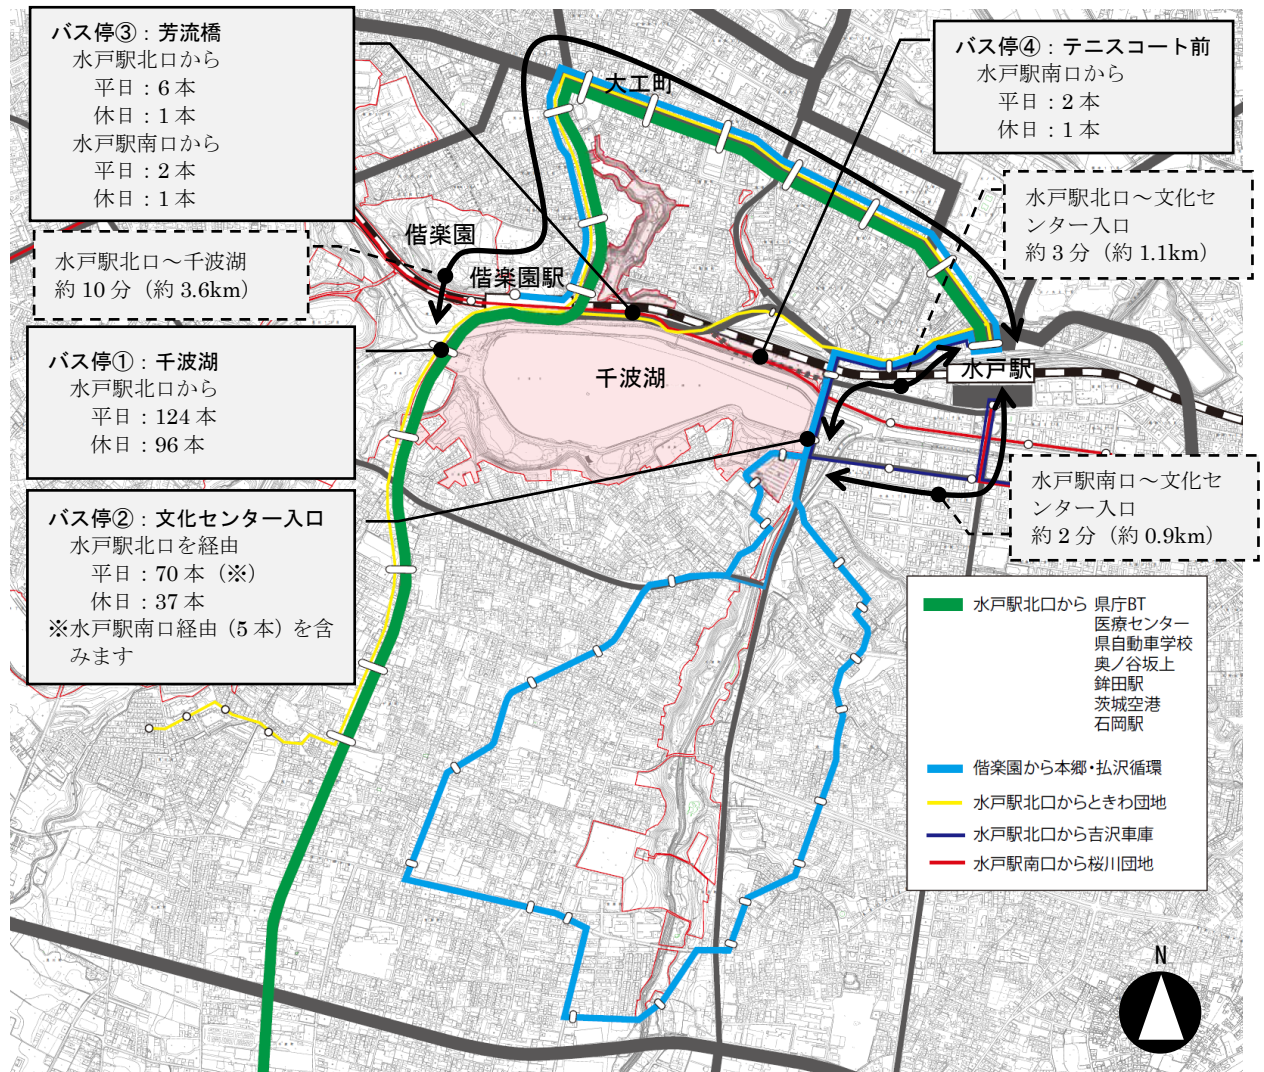 バス停③：芳流橋
水戸駅北口から
平日：6 本
休日：1 本
水戸駅南口から
平日：2 本
休日：1 本
バス停④：テニスコート前
水戸駅南口から
平日：2 本
休日：1 本
大工町
水戸駅北口～文化セ
ンター入口
約 3 分（約 1.1km）
偕楽園
水戸駅北口～千波湖
約 10 分（約 3.6km）
偕楽園駅
バス停①：千波湖
水戸駅北口から
平日：124 本
休日：96 本
千波湖
水戸駅
バス停②：文化センター入口
水戸駅北口を経由
平日：70 本（※）
休日：37 本
※水戸駅南口経由（5 本）を含
みます
水戸駅南口～文化セ
ンター入口
約 2 分（約 0.9km）
水戸駅北口から 県庁BT
医療センター
県自動車学校
奥ノ谷坂上
鉾田駅
茨城空港
石岡駅
偕楽園から本郷・払沢循環
水戸駅北口からときわ団地
水戸駅北口から吉沢車庫
水戸駅南口から桜川団地
N